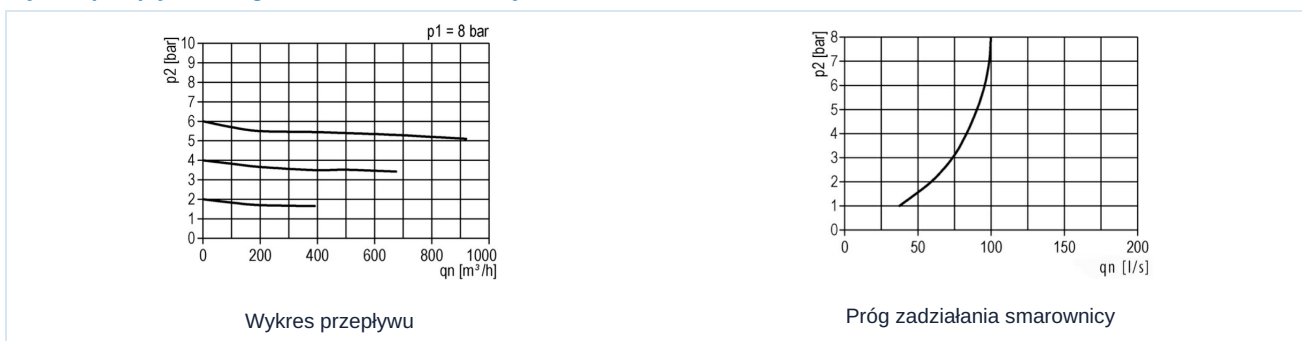 p1 = 8 bar
p2 [bar]
10
9
8
7
6
5
4
3
2
1
0
0 200 400 600 800 1000
qn [m³/h]
Wykres przepływu
p2 [bar]
8
7
6
5
4
3
2
1
0
0 50 100 150 200
qn [l/s]
Próg zadziałania smarownicy